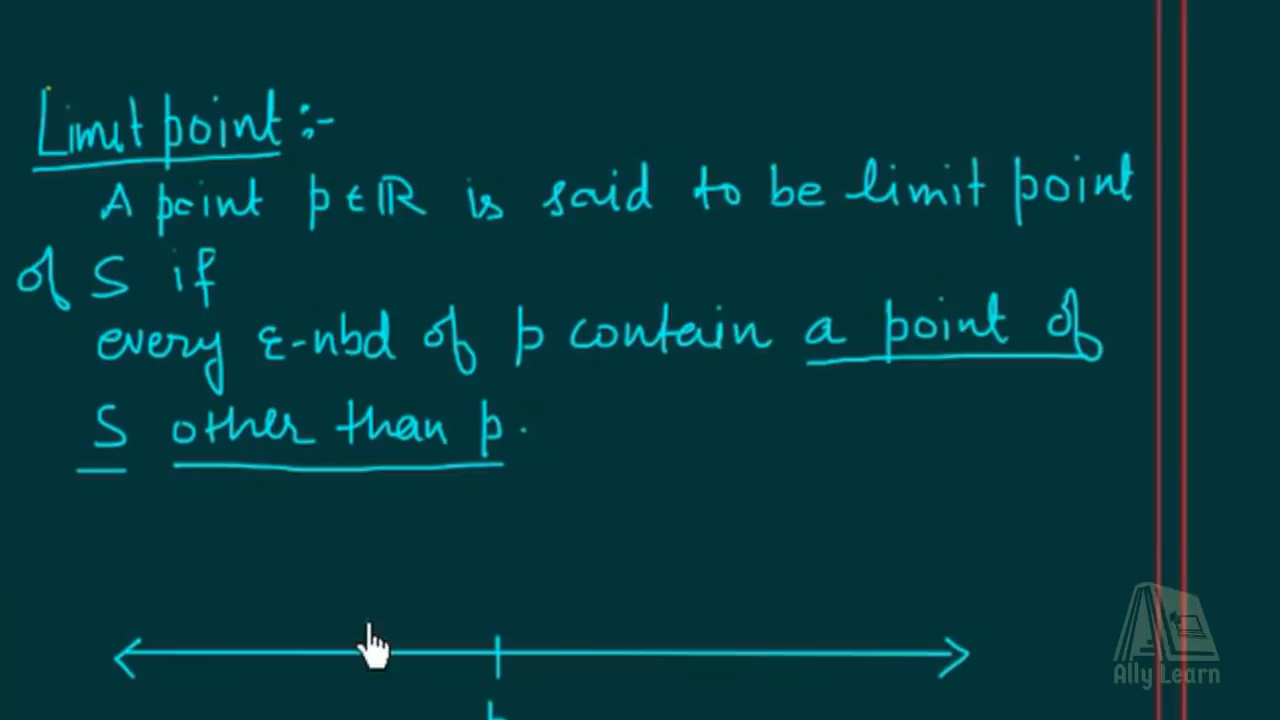 Limit point :-
A point p ∈ ℝ is said to be limit point
of S if
every ε-nbd of p contain a point of
S other than p.
p
Ally Learn